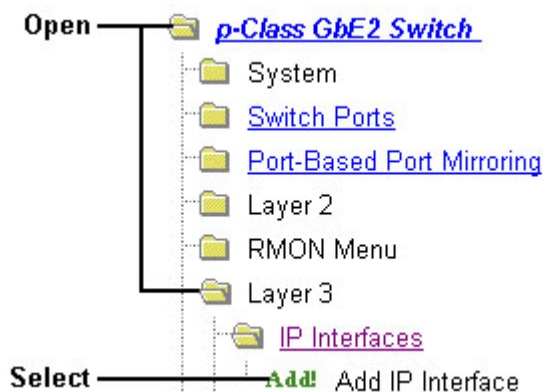 Open p-Class GbE2 Switch
System
Switch Ports
Port-Based Port Mirroring
Layer 2
RMON Menu
Layer 3
IP Interfaces
Select Add! Add IP Interface